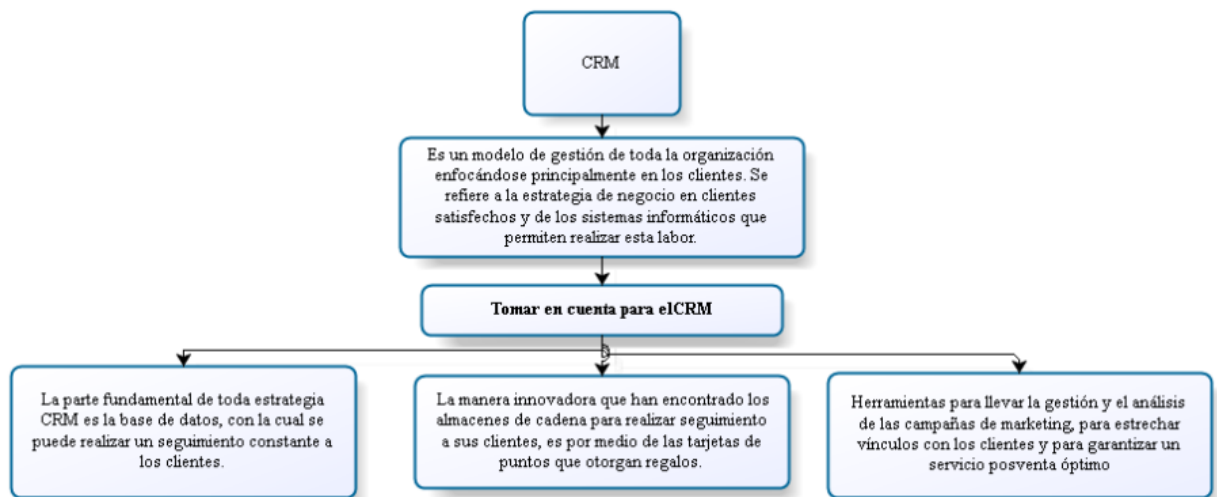 CRM
Es un modelo de gestión de toda la organización
enfocándose principalmente en los clientes. Se
refiere a la estrategia de negocio en clientes
satisfechos y de los sistemas informáticos que
permiten realizar esta labor.
Tomar en cuenta para elCRM
La parte fundamental de toda estrategia
CRM es la base de datos, con la cual se
puede realizar un seguimiento constante a
los clientes.
La manera innovadora que han encontrado los
almacenes de cadena para realizar seguimiento
a sus clientes, es por medio de las tarjetas de
puntos que otorgan regalos.
Herramientas para llevar la gestión y el análisis
de las campañas de marketing, para estrechar
vínculos con los clientes y para garantizar un
servicio posventa óptimo